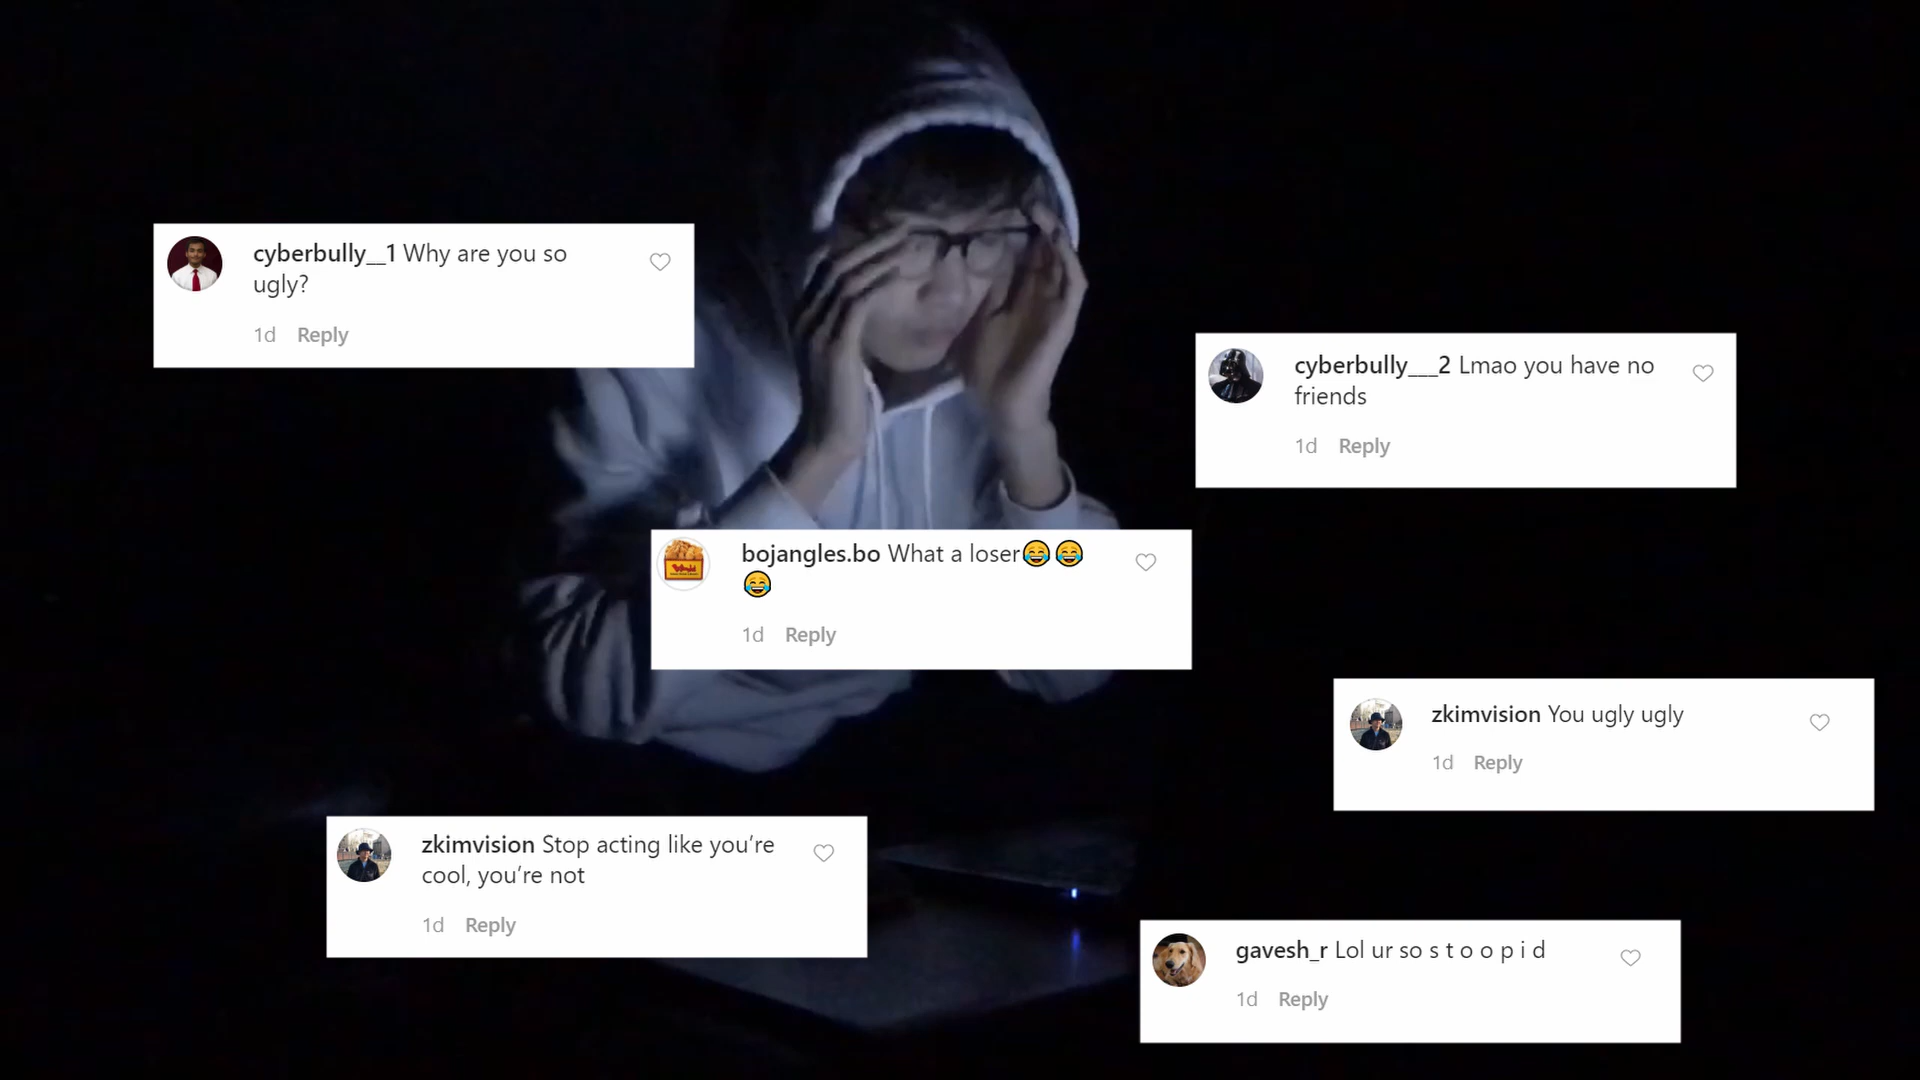 cyberbully__1 Why are you so
ugly?
1d Reply
cyberbully___2 Lmao you have no
friends
1d Reply
bojangles.bo What a loser😂😂
😂
1d Reply
zkimvision You ugly ugly
1d Reply
zkimvision Stop acting like you’re
cool, you’re not
1d Reply
gavesh_r Lol ur so s t o o p i d
1d Reply